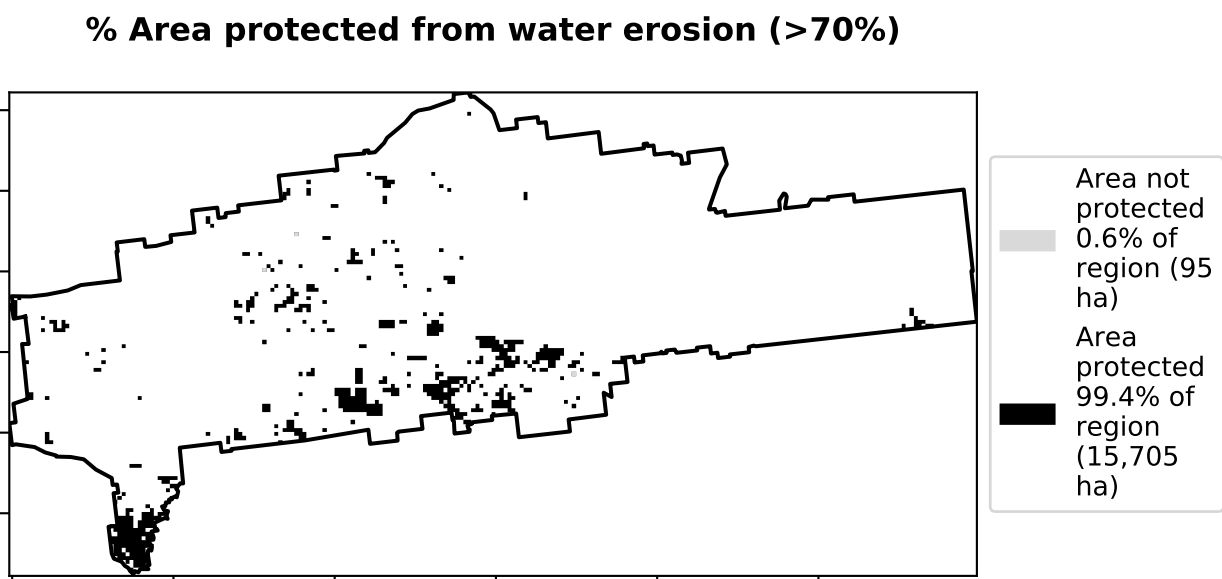 % Area protected from water erosion (>70%)
Area not
protected
0.6% of
region (95
ha)
Area
protected
99.4% of
region
(15,705
ha)